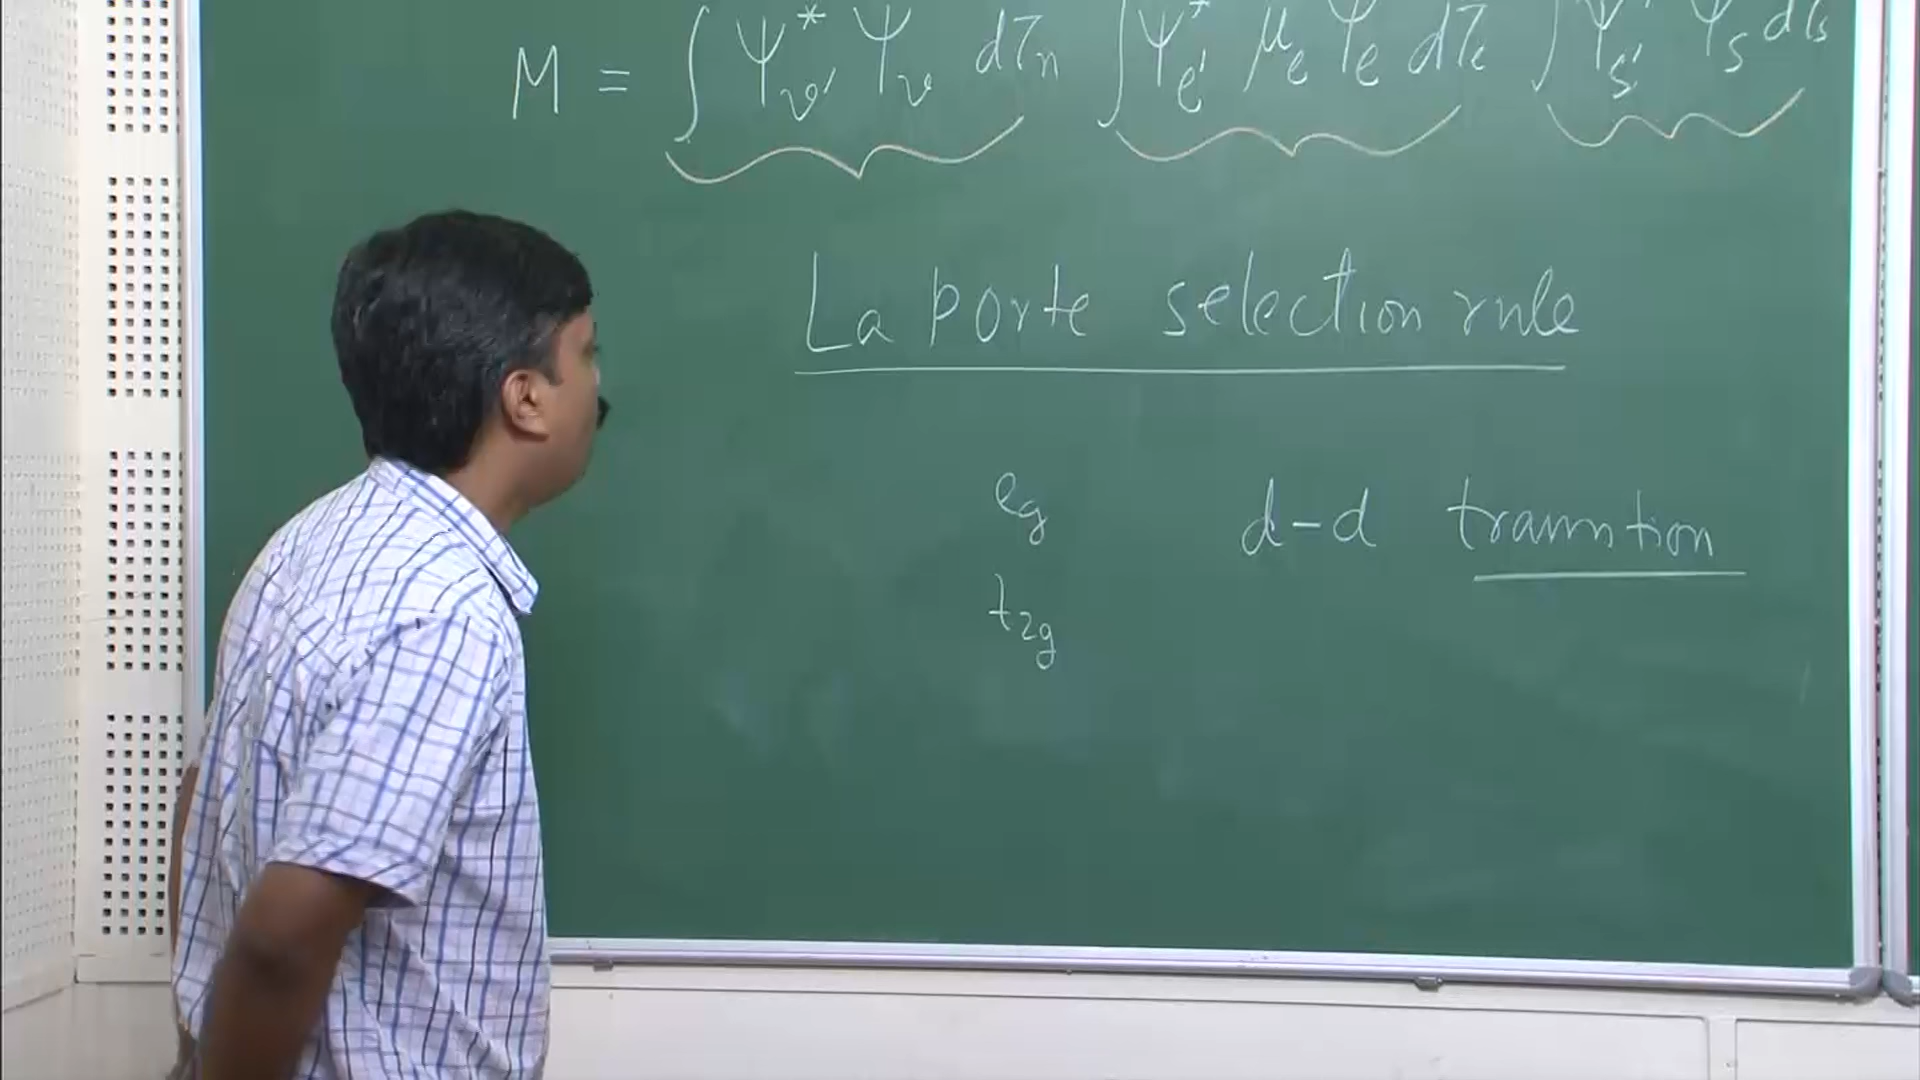 M = ∫ ψ*ᵥ′ ψᵥ dτₙ ∫ ψ*ₑ′ μₑ ψₑ dτₑ ∫ ψ*ₛ′ ψₛ dτₛ
La porte selection rule
eg d-d transition
t2g